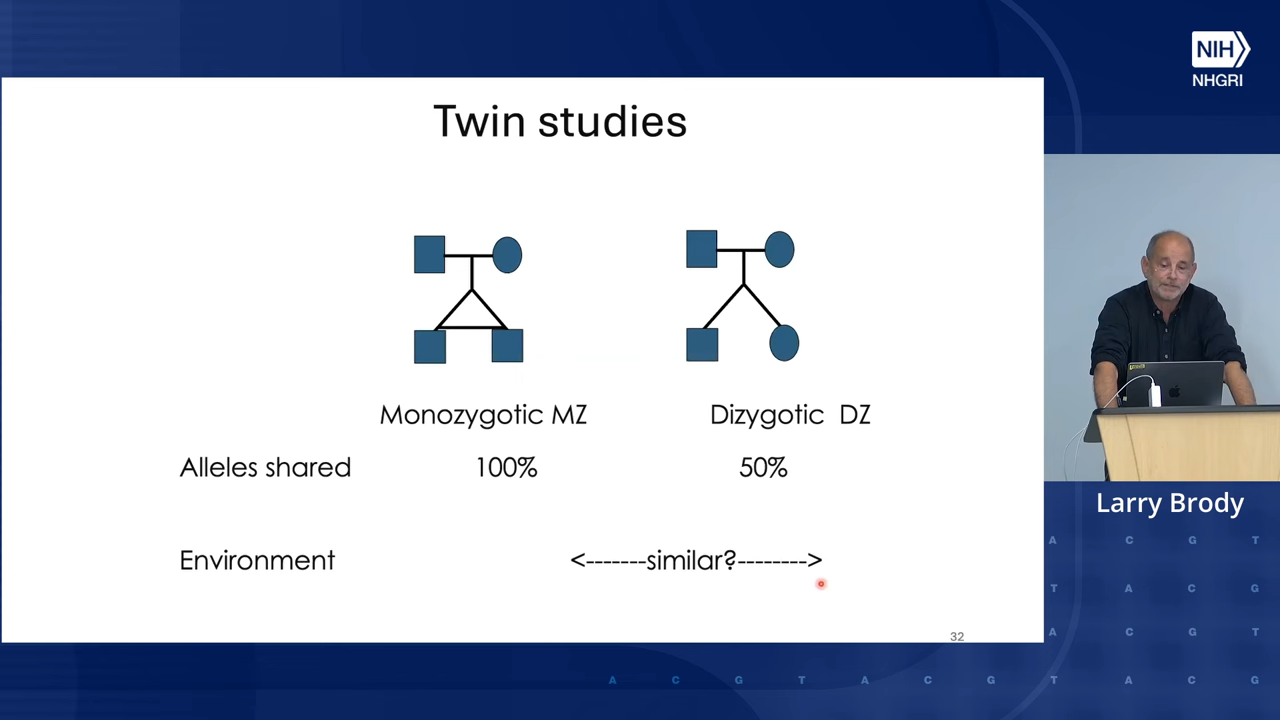 NIH
NHGRI
Twin studies
Monozygotic MZ
Dizygotic DZ
Alleles shared
100%
50%
Environment
<-------similar?-------->
32
Larry Brody
A C G T
T A C G
A C G T
A C G T A C G T A C G